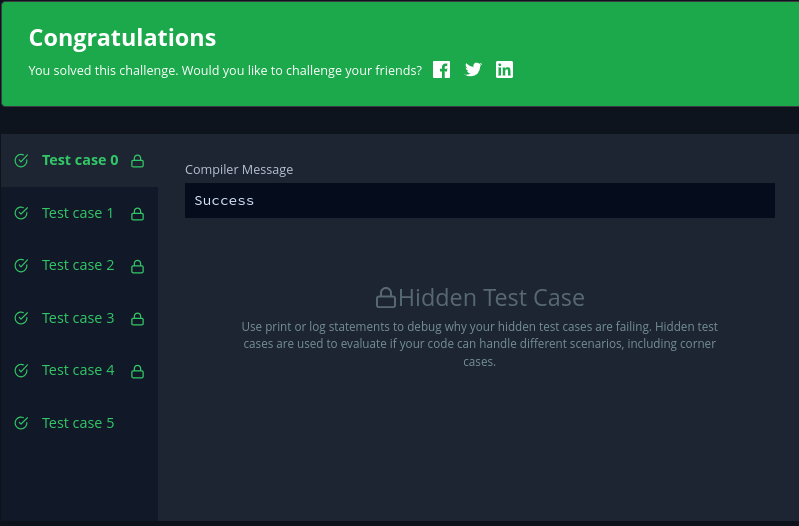 Congratulations
You solved this challenge. Would you like to challenge your friends?
Test case 0
Test case 1
Test case 2
Test case 3
Test case 4
Test case 5
Compiler Message
Success
Hidden Test Case
Use print or log statements to debug why your hidden test cases are failing. Hidden test
cases are used to evaluate if your code can handle different scenarios, including corner
cases.